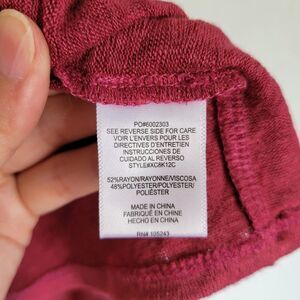 PO#6002303
SEE REVERSE SIDE FOR CARE
VOIR L'ENVERS POUR LES
DIRECTIVES D'ENTRETIEN
INSTRUCCIONES DE
CUIDADO AL REVERSO
STYLE#XC8K12C
52%RAYON/RAYONNE/VISCOSA
48%POLYESTER/POLYESTER/
POLIÉSTER
MADE IN CHINA
FABRIQUÉ EN CHINE
HECHO EN CHINA
RN# 105243